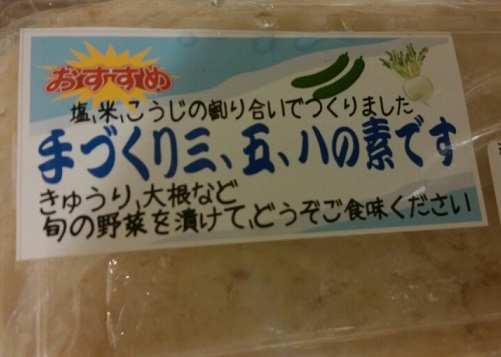 おすすめ
塩、米、こうじの割り合いでつくりました
手づくり三、五、八の素です
きゅうり、大根など
旬の野菜を漬けて、どうぞご食味ください